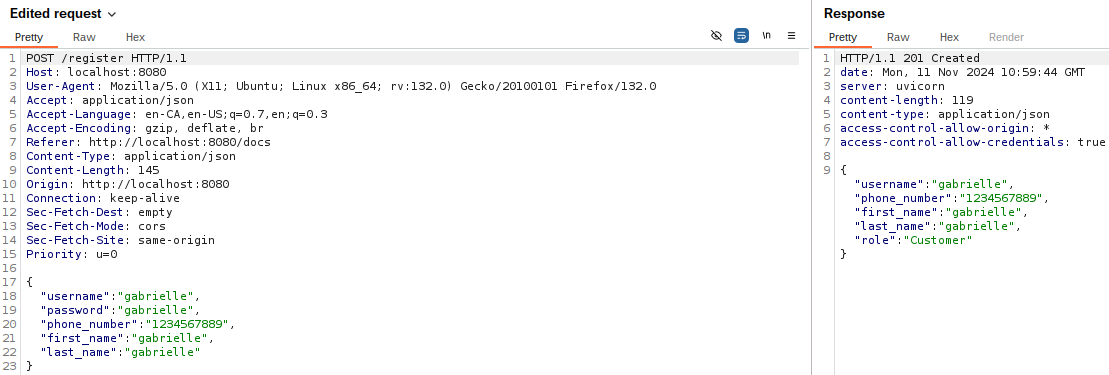 Edited request
Pretty Raw Hex
\n
1 POST /register HTTP/1.1
2 Host: localhost:8080
3 User-Agent: Mozilla/5.0 (X11; Ubuntu; Linux x86_64; rv:132.0) Gecko/20100101 Firefox/132.0
4 Accept: application/json
5 Accept-Language: en-CA,en-US;q=0.7,en;q=0.3
6 Accept-Encoding: gzip, deflate, br
7 Referer: http://localhost:8080/docs
8 Content-Type: application/json
9 Content-Length: 145
10 Origin: http://localhost:8080
11 Connection: keep-alive
12 Sec-Fetch-Dest: empty
13 Sec-Fetch-Mode: cors
14 Sec-Fetch-Site: same-origin
15 Priority: u=0
16
17 {
18 "username":"gabrielle",
19 "password":"gabrielle",
20 "phone_number":"1234567889",
21 "first_name":"gabrielle",
22 "last_name":"gabrielle"
23 }
Response
Pretty Raw Hex Render
1 HTTP/1.1 201 Created
2 date: Mon, 11 Nov 2024 10:59:44 GMT
3 server: uvicorn
4 content-length: 119
5 content-type: application/json
6 access-control-allow-origin: *
7 access-control-allow-credentials: true
8
9 {
"username":"gabrielle",
"phone_number":"1234567889",
"first_name":"gabrielle",
"last_name":"gabrielle",
"role":"Customer"
}